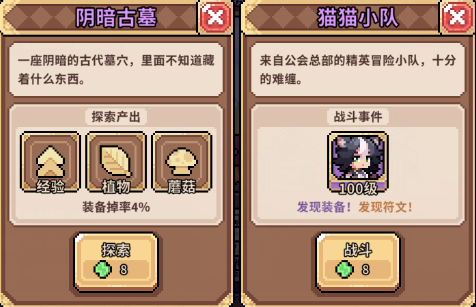 阴暗古墓
一座阴暗的古代墓穴，里面不知道藏
着什么东西。
探索产出
经验
植物
蘑菇
装备掉率4%
探索
8
猫猫小队
来自公会总部的精英冒险小队，十分
的难缠。
战斗事件
100级
发现装备！发现符文！
战斗
8